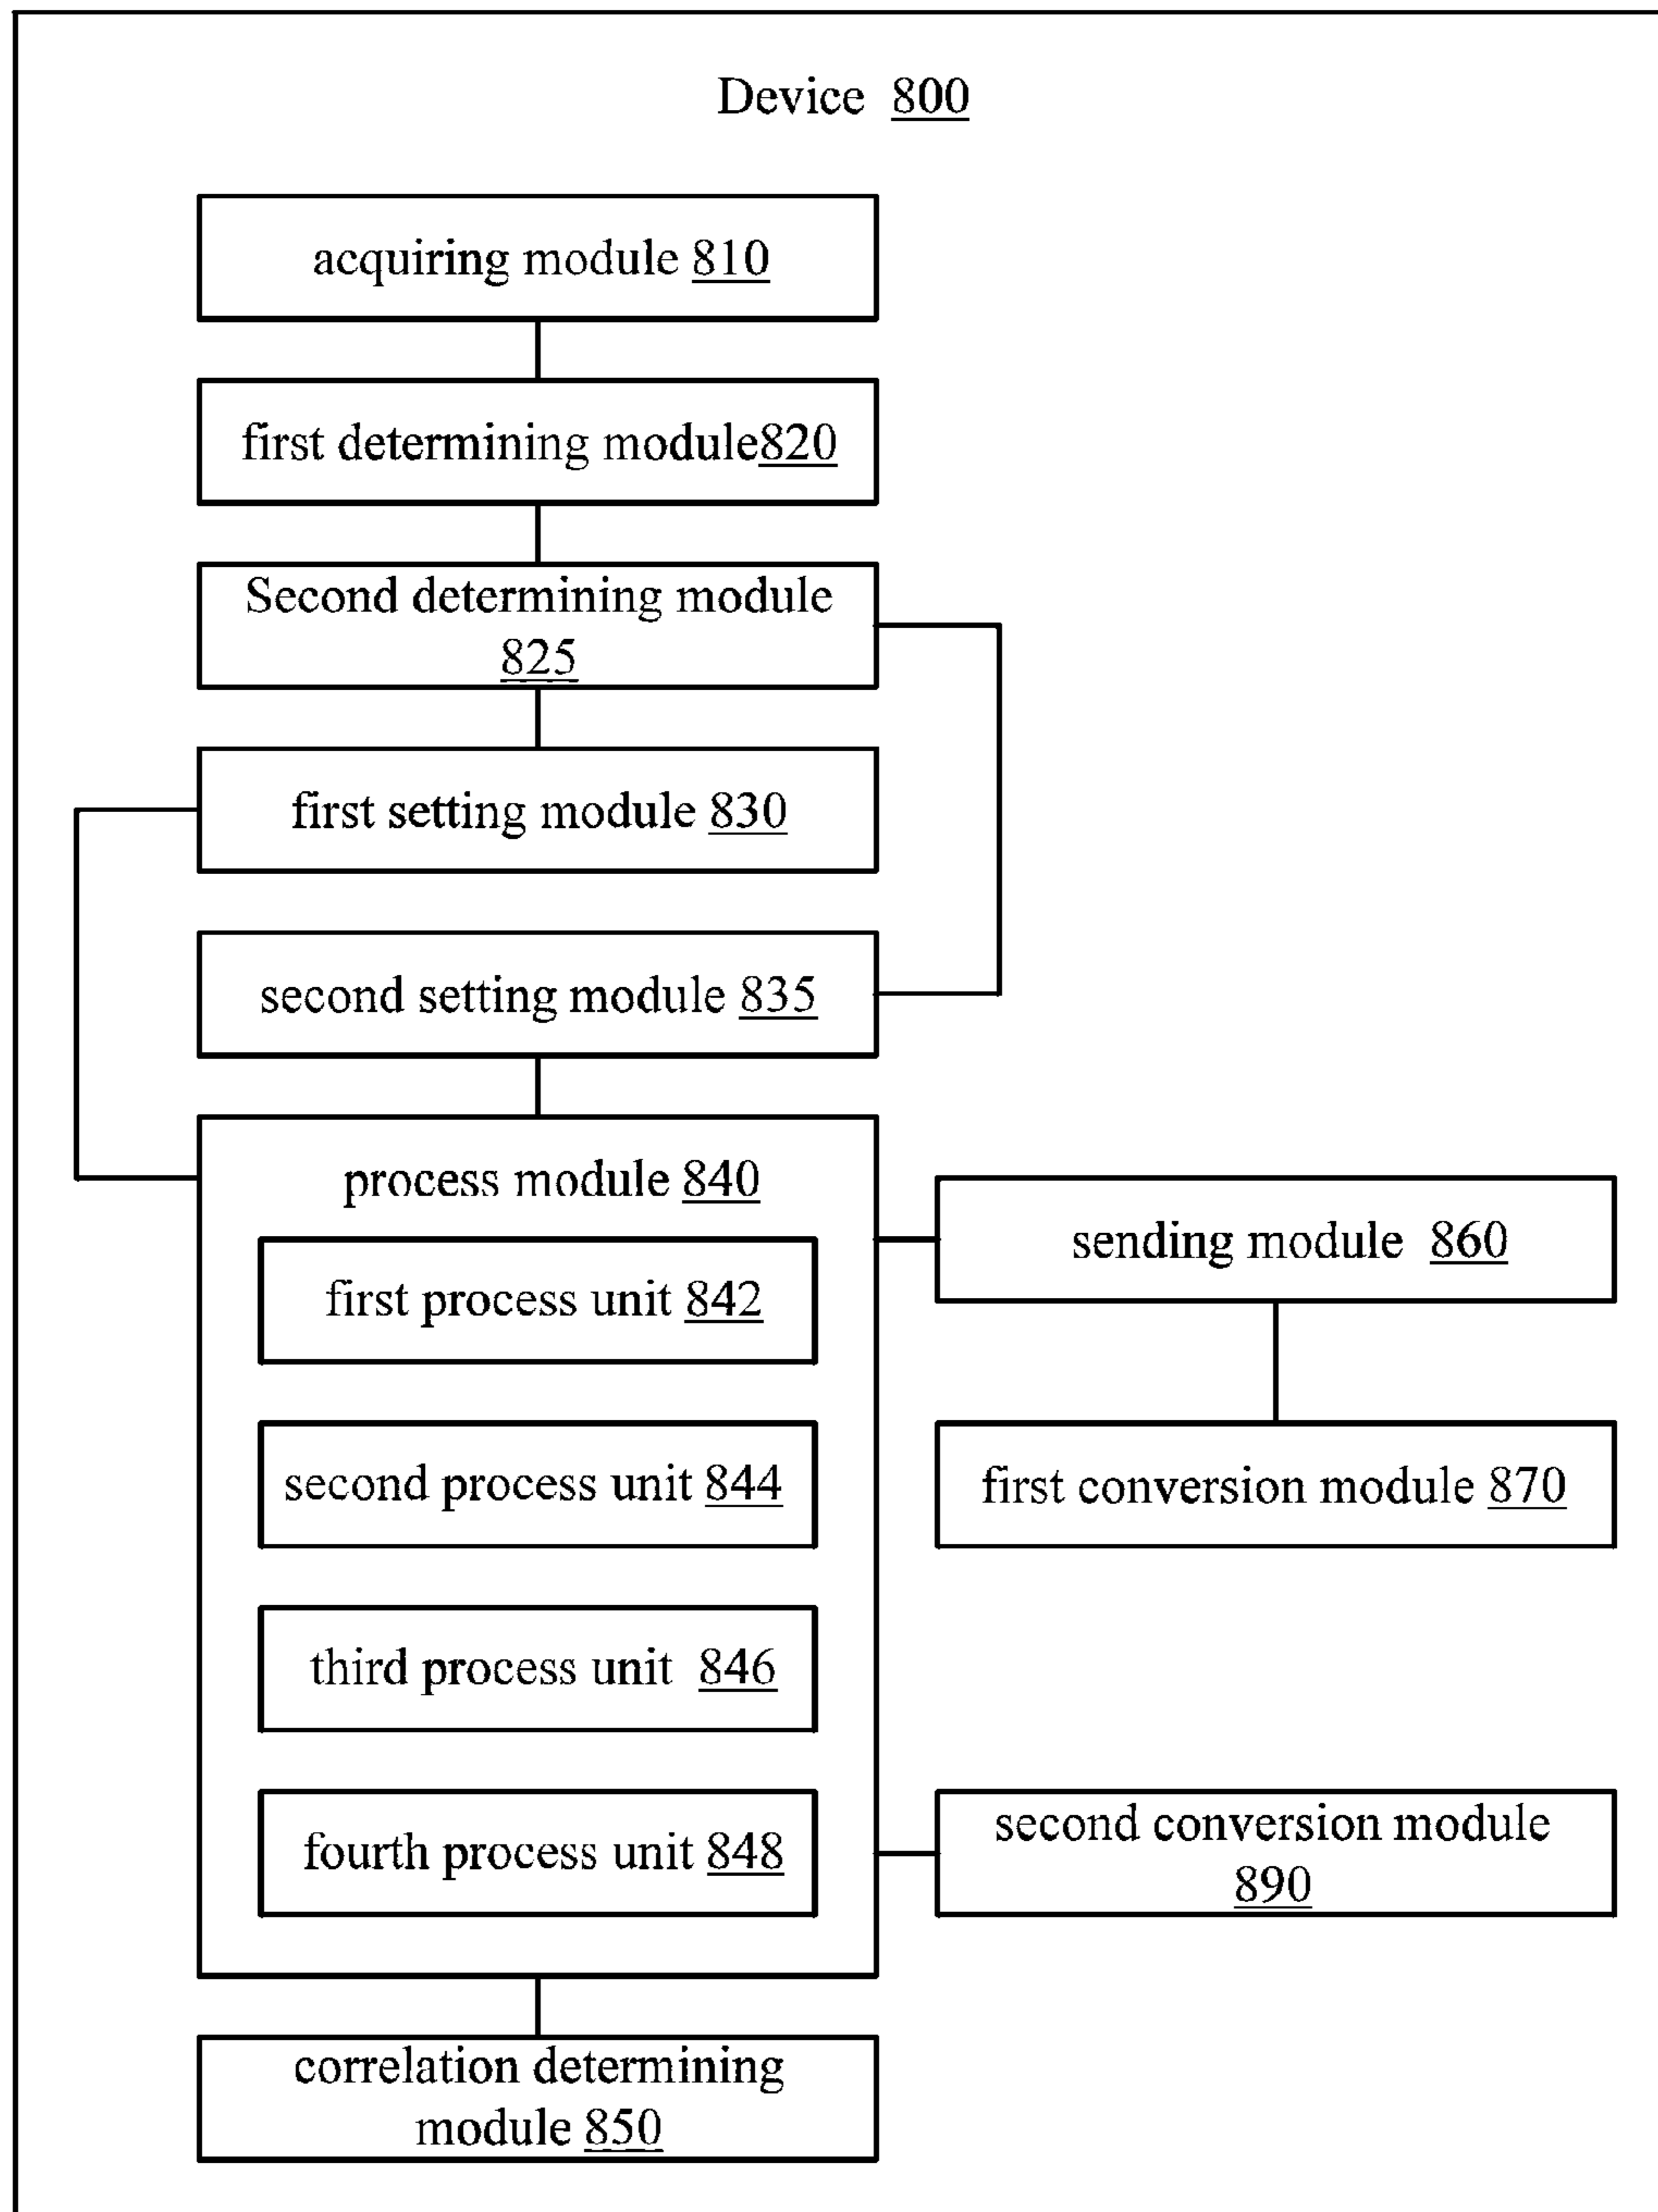 Device 800
acquiring module 810
first determining module820
Second determining module
825
first setting module 830
second setting module 835
process module 840
first process unit 842
second process unit 844
third process unit 846
fourth process unit 848
sending module 860
first conversion module 870
second conversion module
890
correlation determining
module 850